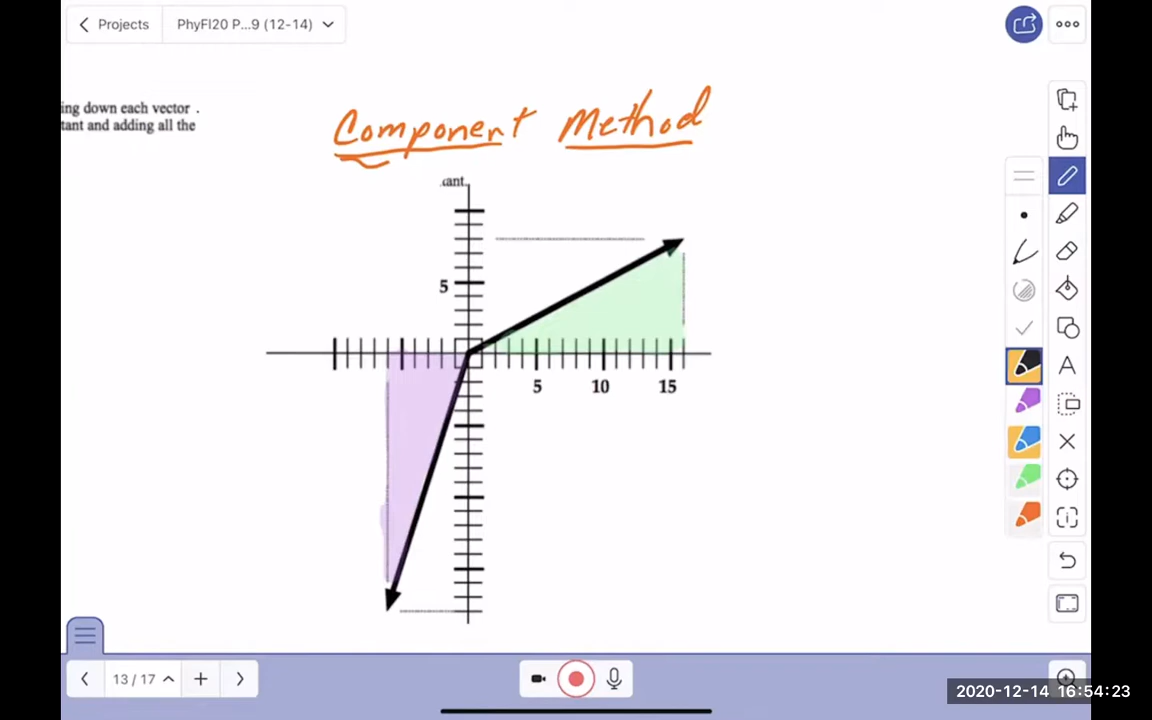 Projects
PhyFl20 P...9 (12-14)
ing down each vector .
tant and adding all the
Component Method
.cant.
5
5 10 15
A
13 / 17
2020-12-14 16:54:23